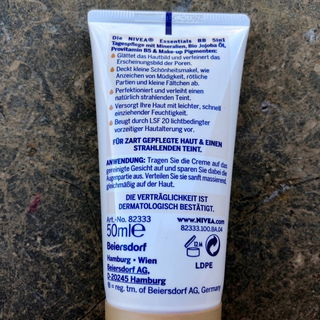 Die NIVEA® Essentials BB 5in1
Tagespflege mit Mineralien, Bio Jojoba Öl,
Provitamin B5 & Make-up Pigmenten:
Glättet das Hautbild und verfeinert das
Erscheinungsbild der Poren.
Deckt kleine Schönheitsmakel, wie
Anzeichen von Müdigkeit, rötliche
Partien und kleine Fältchen ab.
Perfektioniert und verleiht einen
natürlich strahlenden Teint.
Versorgt Ihre Haut mit leichter, schnell
einziehender Feuchtigkeit.
Beugt durch LSF 20 lichtbedingter
vorzeitiger Hautalterung vor.
FÜR ZART GEPFLEGTE HAUT & EINEN
STRAHLENDEN TEINT.
ANWENDUNG: Tragen Sie die Creme auf das
gereinigte Gesicht auf und sparen Sie dabei die
Augenpartie aus. Verteilen Sie sie sanft massierend,
gleichmäßig auf der Haut.
DIE VERTRÄGLICHKEIT IST
DERMATOLOGISCH BESTÄTIGT.
Art.-No. 82333
50ml e
Beiersdorf
Hamburg · Wien
Beiersdorf AG,
D-20245 Hamburg
® = reg. tm. of Beiersdorf AG, Germany
www.NIVEA.com
82333.100.BA.04
12 M
LDPE